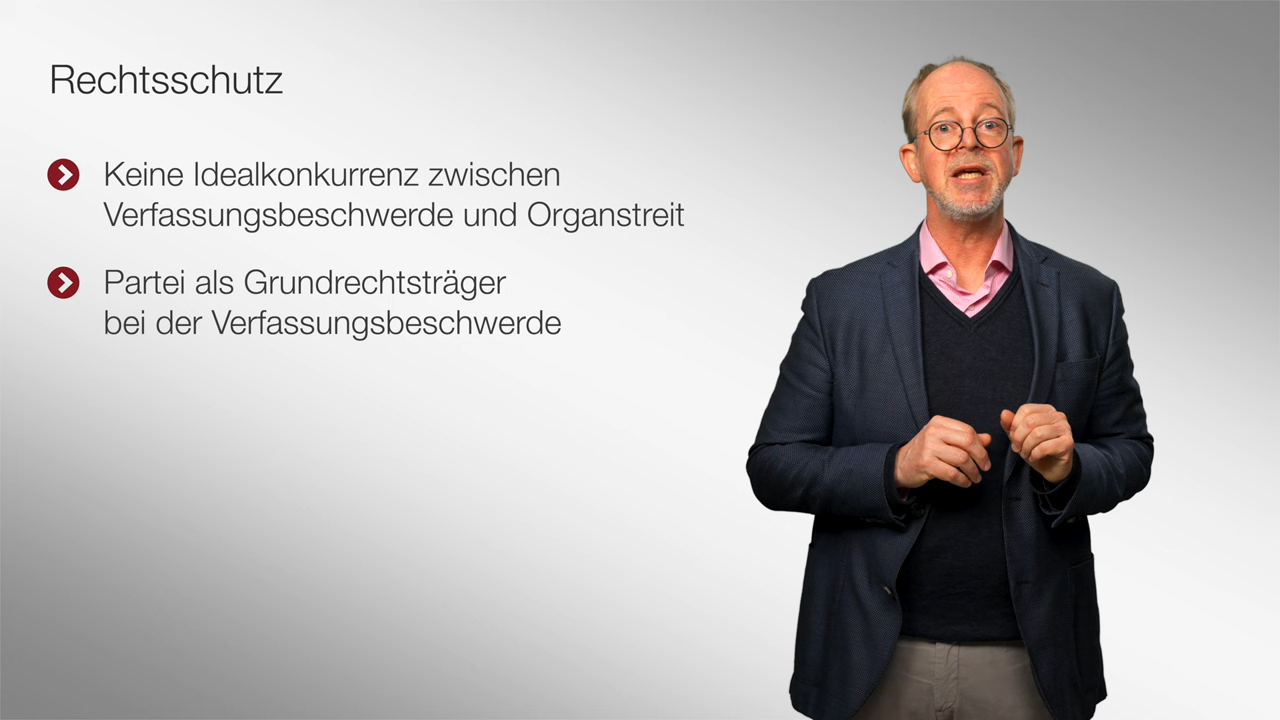 Rechtsschutz
Keine Idealkonkurrenz zwischen
Verfassungsbeschwerde und Organstreit
Partei als Grundrechtsträger
bei der Verfassungsbeschwerde